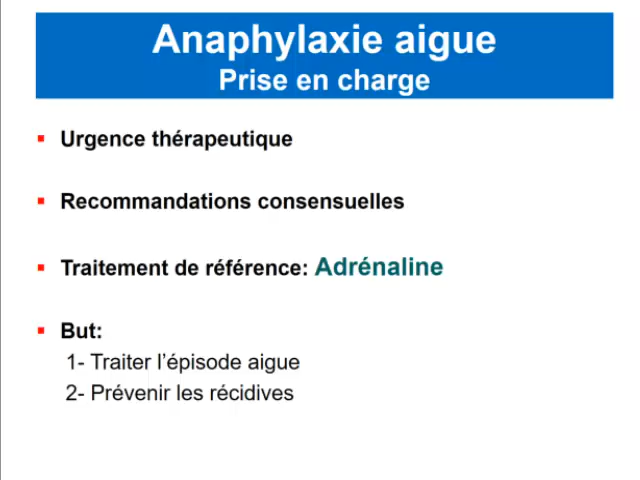 Anaphylaxie aigue
Prise en charge
▪ Urgence thérapeutique
▪ Recommandations consensuelles
▪ Traitement de référence: Adrénaline
▪ But:
1- Traiter l’épisode aigue
2- Prévenir les récidives